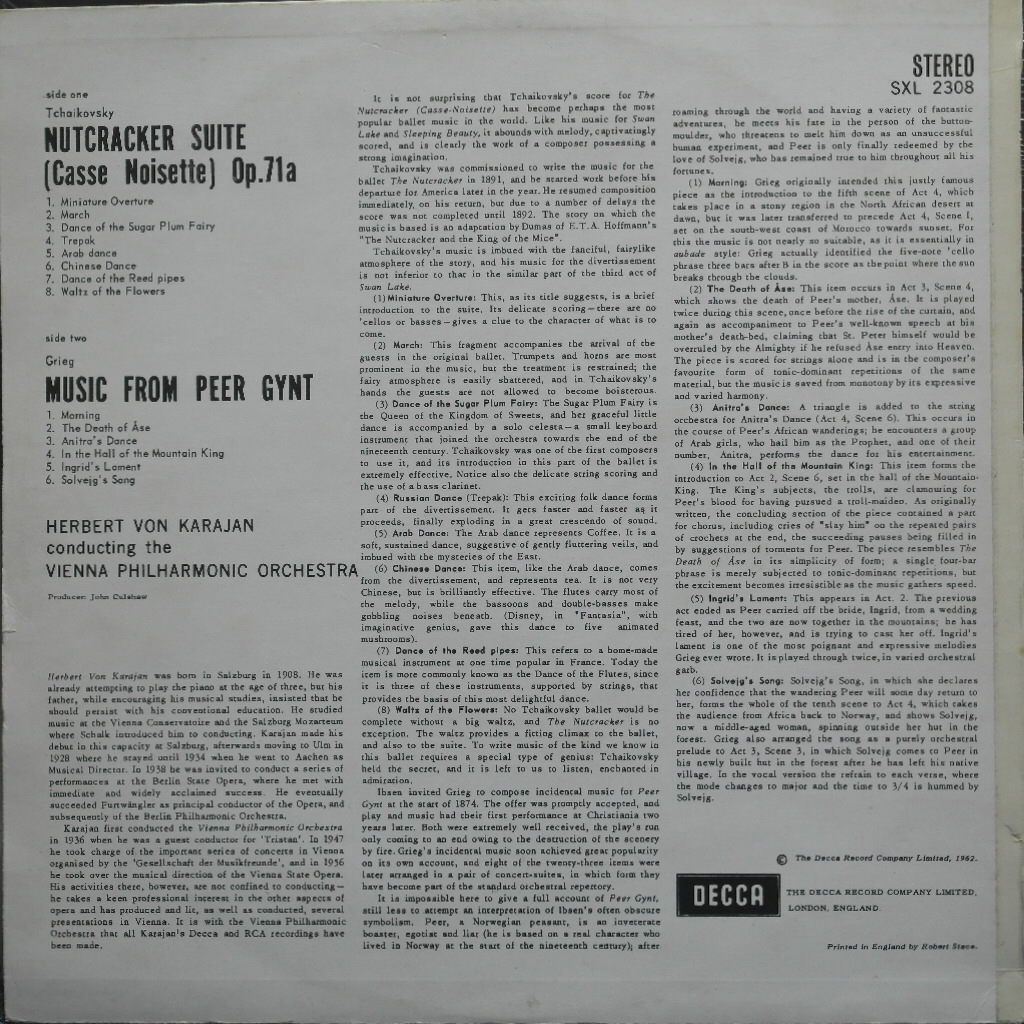 side one
Tchaikovsky
NUTCRACKER SUITE
(Casse Noisette) Op.71a
1. Miniature Overture
2. March
3. Dance of the Sugar Plum Fairy
4. Trepak
5. Arab dance
6. Chinese Dance
7. Dance of the Reed pipes
8. Waltz of the Flowers
side two
Grieg
MUSIC FROM PEER GYNT
1. Morning
2. The Death of Åse
3. Anitra's Dance
4. In the Hall of the Mountain King
5. Ingrid's Lament
6. Solvejg's Song
HERBERT VON KARAJAN
conducting the
VIENNA PHILHARMONIC ORCHESTRA
Producer: John Culshaw
Herbert Von Karajan was born in Salzburg in 1908. He was
already attempting to play the piano at the age of three, but his
father, while encouraging his musical studies, insisted that he
should persist with his conventional education. He studied
music at the Vienna Conservatoire and the Salzburg Mozarteum
where Schalk introduced him to conducting. Karajan made his
debut in this capacity at Salzburg, afterwards moving to Ulm in
1928 where he stayed until 1934 when he went to Aachen as
Musical Director. In 1938 he was invited to conduct a series of
performances at the Berlin State Opera, where he met with
immediate and widely acclaimed success. He eventually
succeeded Furtwängler as principal conductor of the Opera, and
subsequently of the Berlin Philharmonic Orchestra.
Karajan first conducted the Vienna Philharmonic Orchestra
in 1936 when he was a guest conductor for 'Tristan'. In 1947
he took charge of the important series of concerts in Vienna
organised by the 'Gesellschaft der Musikfreunde', and in 1956
he took over the musical direction of the Vienna State Opera.
His activities there, however, are not confined to conducting—
he takes a keen professional interest in the other aspects of
opera and has produced and lit, as well as conducted, several
presentations in Vienna. It is with the Vienna Philharmonic
Orchestra that all Karajan's Decca and RCA recordings have
been made.
It is not surprising that Tchaikovsky's score for The
Nutcracker (Casse-Noisette) has become perhaps the most
popular ballet music in the world. Like his music for Swan
Lake and Sleeping Beauty, it abounds with melody, captivatingly
scored, and is clearly the work of a composer possessing a
strong imagination.
Tchaikovsky was commissioned to write the music for the
ballet The Nutcracker in 1891, and he started work before his
departure for America later in the year. He resumed composition
immediately, on his return, but due to a number of delays the
score was not completed until 1892. The story on which the
music is based is an adaptation by Dumas of E.T.A. Hoffmann's
"The Nutcracker and the King of the Mice".
Tchaikovsky's music is imbued with the fanciful, fairylike
atmosphere of the story, and his music for the divertissement
is not inferior to that in the similar part of the third act of
Swan Lake.
(1) Miniature Overture: This, as its title suggests, is a brief
introduction to the suite. Its delicate scoring—there are no
'cellos or basses—gives a clue to the character of what is to
come.
(2) March: This fragment accompanies the arrival of the
guests in the original ballet. Trumpets and horns are most
prominent in the music, but the treatment is restrained; the
fairy atmosphere is easily shattered, and in Tchaikovsky's
hands the guests are not allowed to become boisterous.
(3) Dance of the Sugar Plum Fairy: The Sugar Plum Fairy is
the Queen of the Kingdom of Sweets, and her graceful little
dance is accompanied by a solo celesta—a small keyboard
instrument that joined the orchestra towards the end of the
nineteenth century. Tchaikovsky was one of the first composers
to use it, and its introduction in this part of the ballet is
extremely effective. Notice also the delicate string scoring and
the use of a bass clarinet.
(4) Russian Dance (Trepak): This exciting folk dance forms
part of the divertissement. It gets faster and faster as it
proceeds, finally exploding in a great crescendo of sound.
(5) Arab Dance: The Arab dance represents Coffee. It is a
soft, sustained dance, suggestive of gently fluttering veils, and
imbued with the mysteries of the East.
(6) Chinese Dance: This item, like the Arab dance, comes
from the divertissement, and represents tea. It is not very
Chinese, but is brilliantly effective. The flutes carry most of
the melody, while the bassoons and double-basses make
gobbling noises beneath. (Disney, in "Fantasia", with
imaginative genius, gave this dance to five animated
mushrooms).
(7) Dance of the Reed pipes: This refers to a home-made
musical instrument at one time popular in France. Today the
item is more commonly known as the Dance of the Flutes, since
it is three of these instruments, supported by strings, that
provides the basis of this most delightful dance.
(8) Waltz of the Flowers: No Tchaikovsky ballet would be
complete without a big waltz, and The Nutcracker is no
exception. The waltz provides a fitting climax to the ballet,
and also to the suite. To write music of the kind we know in
this ballet requires a special type of genius: Tchaikovsky
held the secret, and it is left to us to listen, enchanted in
admiration.
Ibsen invited Grieg to compose incidental music for Peer
Gynt at the start of 1874. The offer was promptly accepted, and
play and music had their first performance at Christiania two
years later. Both were extremely well received, the play's run
only coming to an end owing to the destruction of the scenery
by fire. Grieg's incidental music soon achieved great popularity
on its own account, and eight of the twenty-three items were
later arranged in a pair of concert-suites, in which form they
have become part of the standard orchestral repertory.
It is impossible here to give a full account of Peer Gynt,
still less to attempt an interpretation of Ibsen's often obscure
symbolism. Peer, a Norwegian peasant, is an inveterate
boaster, egotist and liar (he is based on a real character who
lived in Norway at the start of the nineteenth century); after
STEREO
SXL 2308
roaming through the world and having a variety of fantastic
adventures, he meets his fate in the person of the button-
moulder, who threatens to melt him down as an unsuccessful
human experiment, and Peer is only finally redeemed by the
love of Solvejg, who has remained true to him throughout all his
fortunes.
(1) Morning: Grieg originally intended this justly famous
piece as the introduction to the fifth scene of Act 4, which
takes place in a stony region in the North African desert at
dawn, but it was later transferred to precede Act 4, Scene 1,
set on the south-west coast of Morocco towards sunset. For
this the music is not nearly so suitable, as it is essentially in
aubade style: Grieg actually identified the five-note 'cello
phrase three bars after B in the score as the point where the sun
breaks through the clouds.
(2) The Death of Åse: This item occurs in Act 3, Scene 4,
which shows the death of Peer's mother, Åse. It is played
twice during this scene, once before the rise of the curtain, and
again as accompaniment to Peer's well-known speech at his
mother's death-bed, claiming that St. Peter himself would be
overruled by the Almighty if he refused Åse entry into Heaven.
The piece is scored for strings alone and is in the composer's
favourite form of tonic-dominant repetitions of the same
material, but the music is saved from monotony by its expressive
and varied harmony.
(3) Anitra's Dance: A triangle is added to the string
orchestra for Anitra's Dance (Act 4, Scene 6). This occurs in
the course of Peer's African wanderings; he encounters a group
of Arab girls, who hail him as the Prophet, and one of their
number, Anitra, performs the dance for his entertainment.
(4) In the Hall of the Mountain King: This item forms the
introduction to Act 2, Scene 6, set in the hall of the Mountain-
King. The King's subjects, the trolls, are clamouring for
Peer's blood for having pursued a troll-maiden. As originally
written, the concluding section of the piece contained a part
for chorus, including cries of "slay him" on the repeated pairs
of crochets at the end, the succeeding pauses being filled in
by suggestions of torments for Peer. The piece resembles The
Death of Åse in its simplicity of form; a single four-bar
phrase is merely subjected to tonic-dominant repetitions, but
the excitement becomes irresistible as the music gathers speed.
(5) Ingrid's Lament: This appears in Act. 2. The previous
act ended as Peer carried off the bride, Ingrid, from a wedding
feast, and the two are now together in the mountains; he has
tired of her, however, and is trying to cast her off. Ingrid's
lament is one of the most poignant and expressive melodies
Grieg ever wrote. It is played through twice, in varied orchestral
garb.
(6) Solvejg's Song: Solvejg's Song, in which she declares
her confidence that the wandering Peer will some day return to
her, forms the whole of the tenth scene to Act 4, which takes
the audience from Africa back to Norway, and shows Solvejg,
now a middle-aged woman, spinning outside her hut in the
forest. Grieg also arranged the song as a purely orchestral
prelude to Act 3, Scene 3, in which Solvejg comes to Peer in
his newly built hut in the forest after he has left his native
village. In the vocal version the refrain to each verse, where
the mode changes to major and the time to 3/4 is hummed by
Solvejg.
© The Decca Record Company Limited, 1962.
DECCA
THE DECCA RECORD COMPANY LIMITED,
LONDON, ENGLAND
Printed in England by Robert Stace.